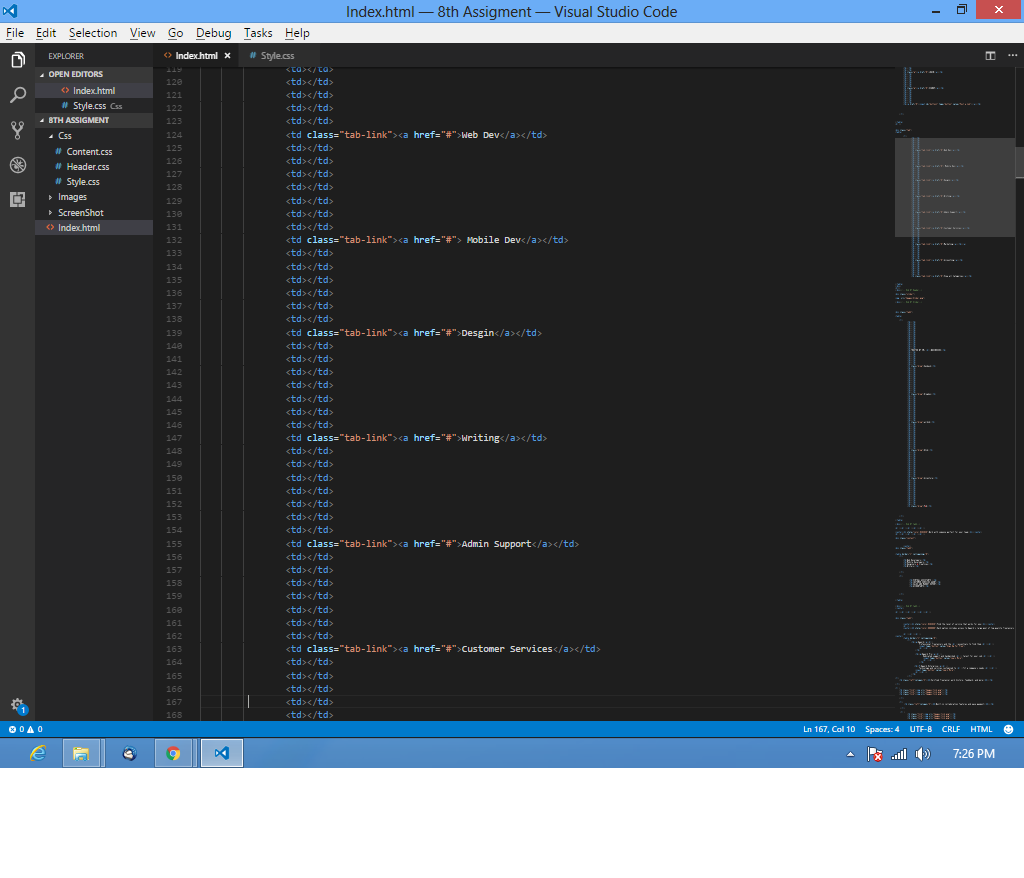 Index.html — 8th Assigment — Visual Studio Code
File Edit Selection View Go Debug Tasks Help
EXPLORER
OPEN EDITORS
Index.html
Style.css Css
8TH ASSIGMENT
Css
Content.css
Header.css
Style.css
Images
ScreenShot
Index.html
Index.html Style.css
119 <td></td>
120 <td></td>
121 <td></td>
122 <td></td>
123 <td></td>
124 <td class="tab-link"><a href="#">Web Dev</a></td>
125 <td></td>
126 <td></td>
127 <td></td>
128 <td></td>
129 <td></td>
130 <td></td>
131 <td></td>
132 <td class="tab-link"><a href="#"> Mobile Dev</a></td>
133 <td></td>
134 <td></td>
135 <td></td>
136 <td></td>
137 <td></td>
138 <td></td>
139 <td class="tab-link"><a href="#">Desgin</a></td>
140 <td></td>
141 <td></td>
142 <td></td>
143 <td></td>
144 <td></td>
145 <td></td>
146 <td></td>
147 <td class="tab-link"><a href="#">Writing</a></td>
148 <td></td>
149 <td></td>
150 <td></td>
151 <td></td>
152 <td></td>
153 <td></td>
154 <td></td>
155 <td class="tab-link"><a href="#">Admin Support</a></td>
156 <td></td>
157 <td></td>
158 <td></td>
159 <td></td>
160 <td></td>
161 <td></td>
162 <td></td>
163 <td class="tab-link"><a href="#">Customer Services</a></td>
164 <td></td>
165 <td></td>
166 <td></td>
167 <td></td>
168 <td></td>
1
0 0 Ln 167, Col 10 Spaces: 4 UTF-8 CRLF HTML
7:26 PM